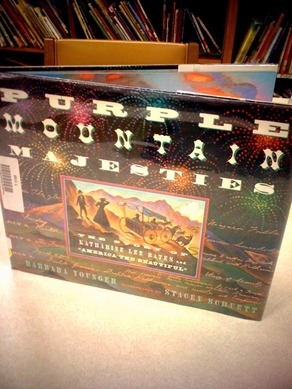 PURPLE
MOUNTAIN
MAJESTIES
THE STORY OF
KATHARINE LEE BATES AND
"AMERICA THE BEAUTIFUL"
BARBARA YOUNGER
STACEY SCHUETT